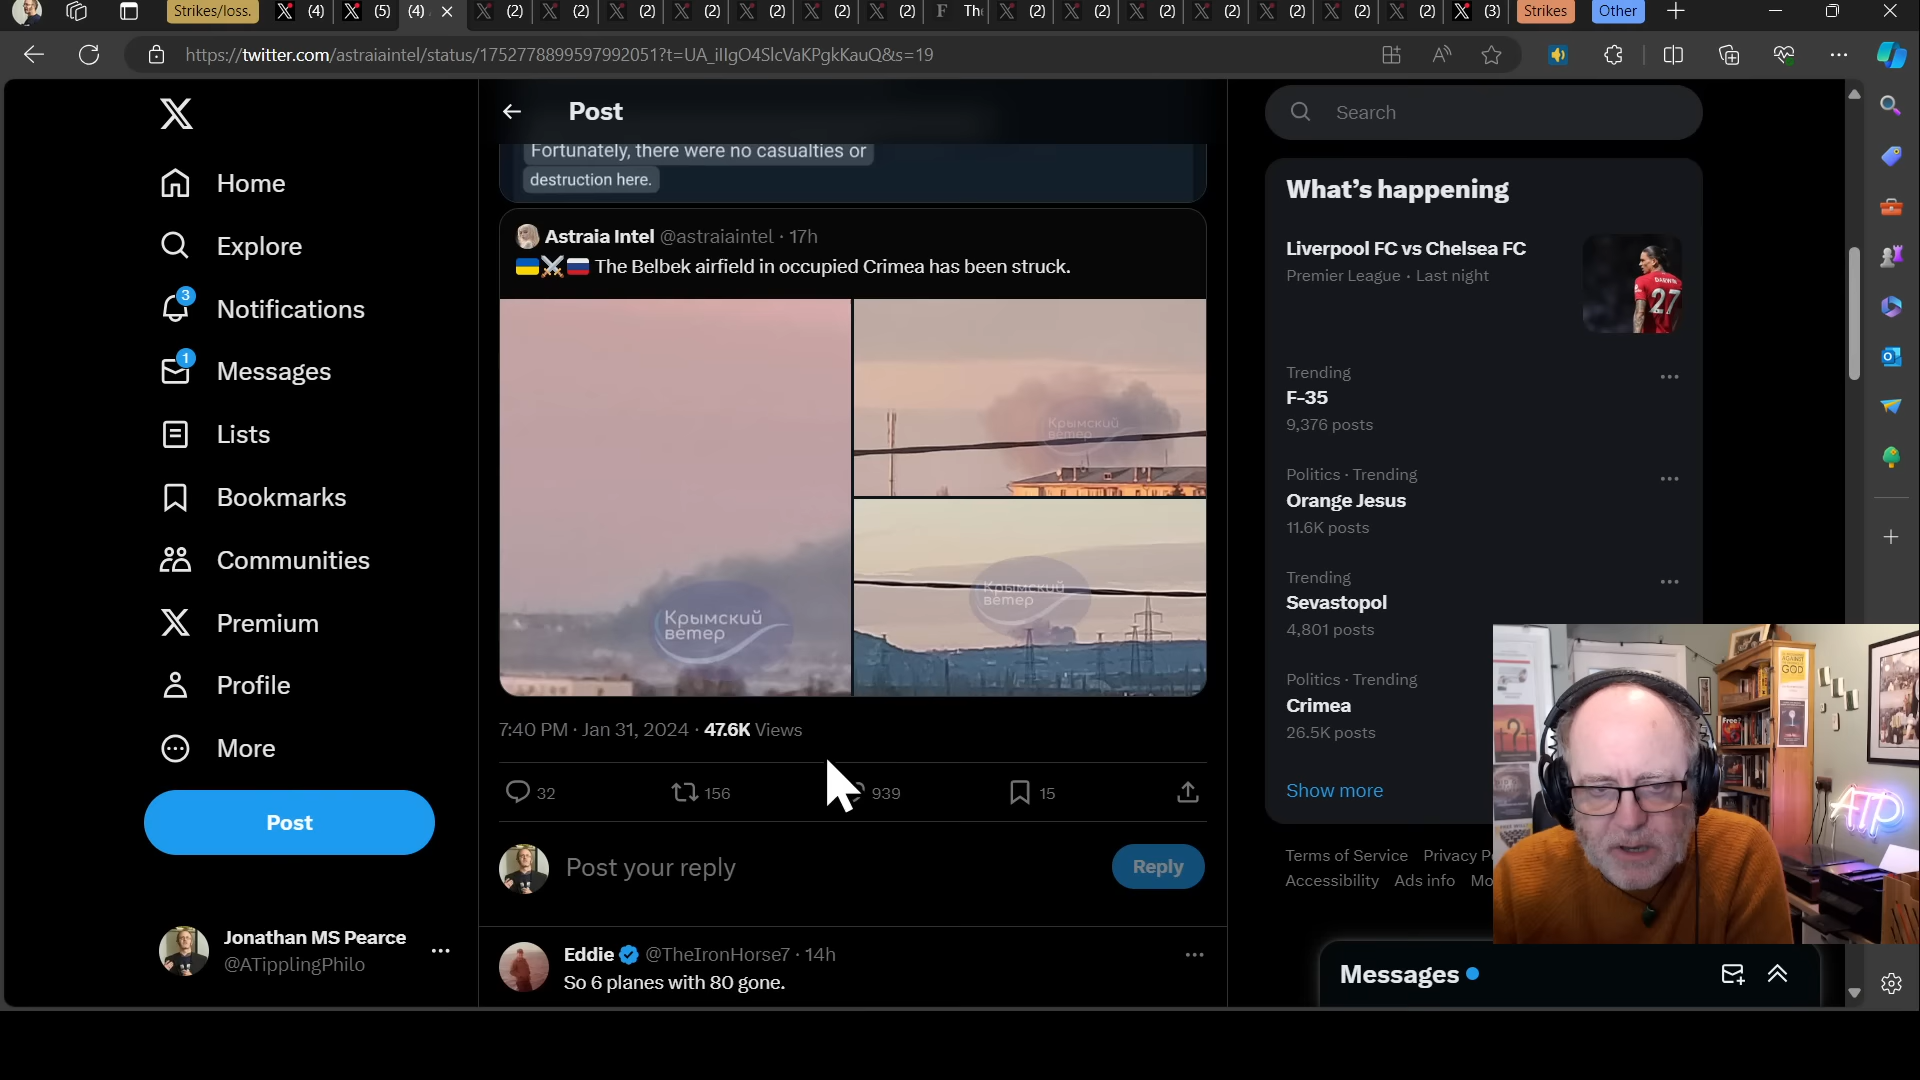 Strikes/loss.
(4)
(5)
(4)
(2)
(2)
(2)
(2)
(2)
(2)
(2)
F
(2)
(2)
(2)
(2)
(2)
(2)
(2)
(3)
Strikes
Other
https://twitter.com/astraiaintel/status/1752778899597992051?t=UA_ilIgO4SlcVaKPgkKauQ&s=19
Home
Explore
3
Notifications
1
Messages
Lists
Bookmarks
Communities
Premium
Profile
More
Post
Jonathan MS Pearce
@ATipplingPhilo
Post
Fortunately, there were no casualties or
destruction here.
Astraia Intel @astraiaintel · 17h
The Belbek airfield in occupied Crimea has been struck.
Крымский
ветер
Крымский
ветер
Крымский
ветер
7:40 PM · Jan 31, 2024 · 47.6K Views
32
156
939
15
Post your reply
Reply
Eddie @TheIronHorse7 · 14h
So 6 planes with 80 gone.
Search
What's happening
Liverpool FC vs Chelsea FC
Premier League · Last night
DARWIN
27
Trending
F-35
9,376 posts
Politics · Trending
Orange Jesus
11.6K posts
Trending
Sevastopol
4,801 posts
Politics · Trending
Crimea
26.5K posts
Show more
Terms of Service Privacy
Accessibility Ads info
Messages
AGAINST
GOD
Free?
ATP